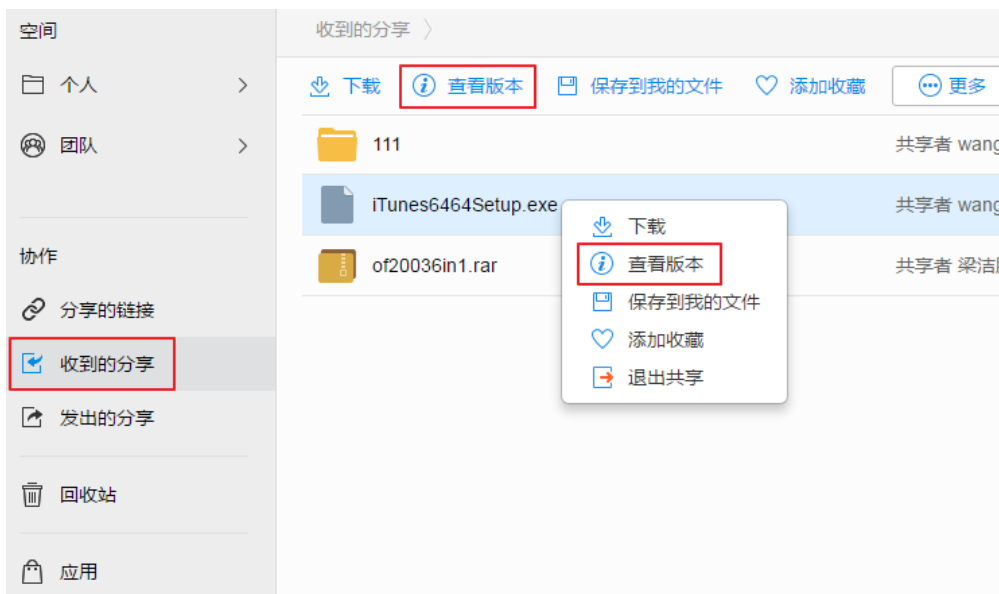 空间
个人
团队
协作
分享的链接
收到的分享
发出的分享
回收站
应用
收到的分享
下载 查看版本 保存到我的文件 添加收藏 更多
111 共享者 wang
iTunes6464Setup.exe 共享者 wang
of20036in1.rar 共享者 梁洁
下载
查看版本
保存到我的文件
添加收藏
退出共享